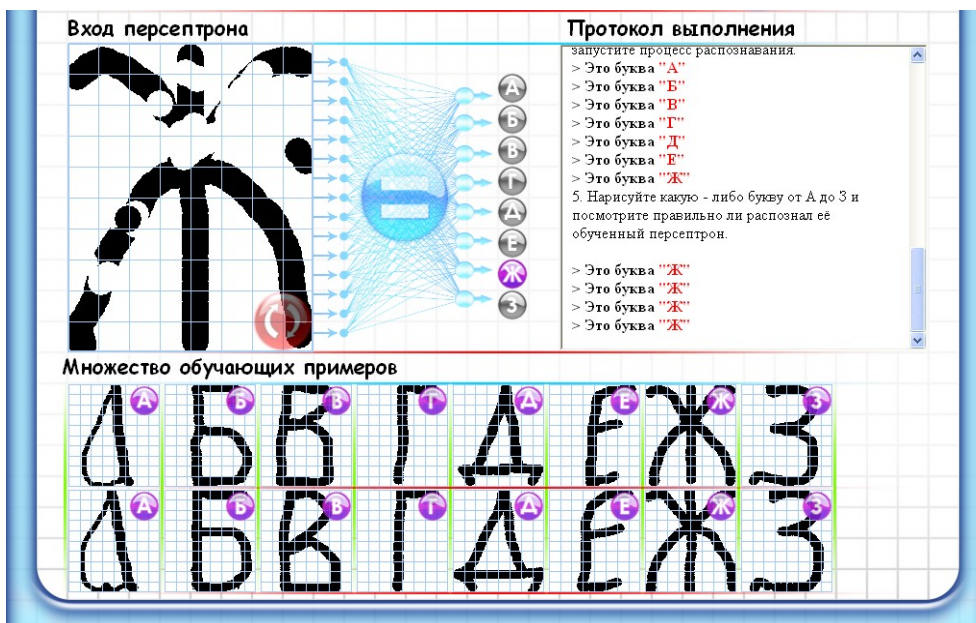 Вход персептрона
Протокол выполнения
запустите процесс распознавания.
> Это буква "А"
> Это буква "Б"
> Это буква "В"
> Это буква "Г"
> Это буква "Д"
> Это буква "Е"
> Это буква "Ж"
5. Нарисуйте какую - либо букву от А до З и
посмотрите правильно ли распознал её
обученный персептрон.
> Это буква "Ж"
> Это буква "Ж"
> Это буква "Ж"
> Это буква "Ж"
Ж
А
Б
В
Г
Д
Е
Ж
З
Множество обучающих примеров
А А Б Б В В Г Г Д Д Е Е Ж Ж З З
А А Б Б В В Г Г Д Д Е Е Ж Ж З З